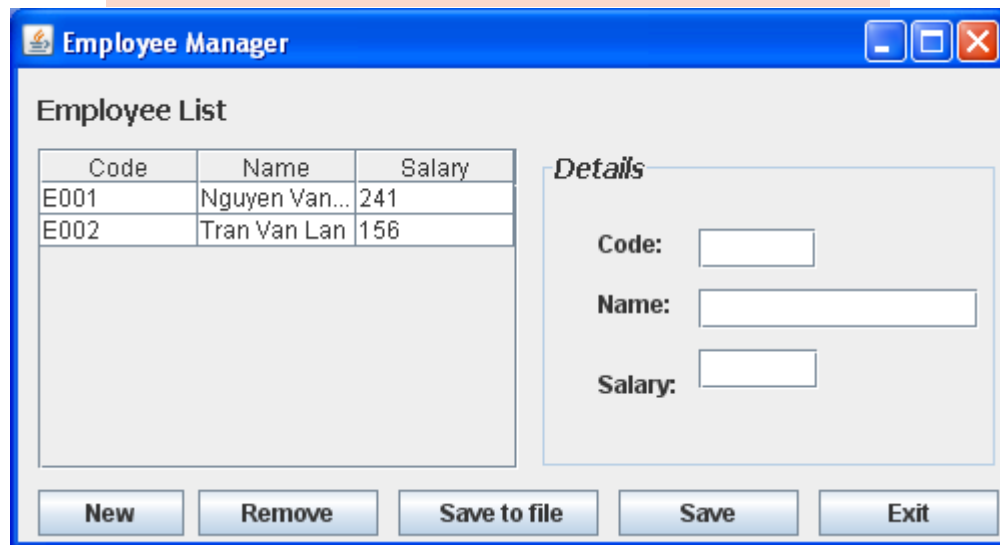 Employee Manager
Employee List
Code Name Salary
E001 Nguyen Van... 241
E002 Tran Van Lan 156
Details
Code:
Name:
Salary:
New Remove Save to file Save Exit